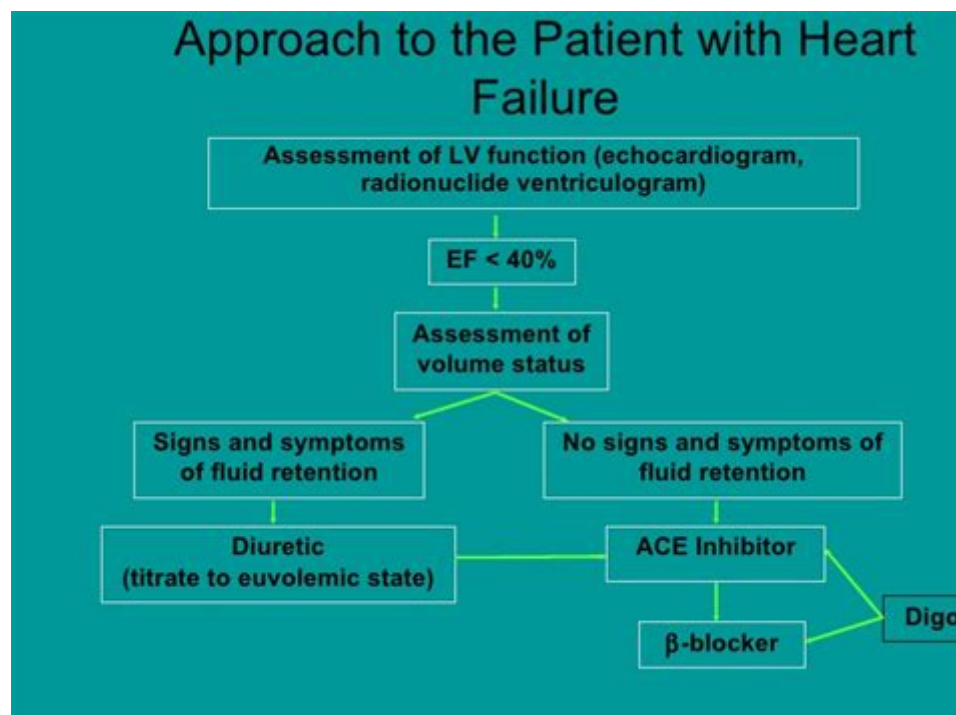 Approach to the Patient with Heart
Failure
Assessment of LV function (echocardiogram,
radionuclide ventriculogram)
EF < 40%
Assessment of
volume status
Signs and symptoms
of fluid retention
No signs and symptoms of
fluid retention
Diuretic
(titrate to euvolemic state)
ACE Inhibitor
β-blocker